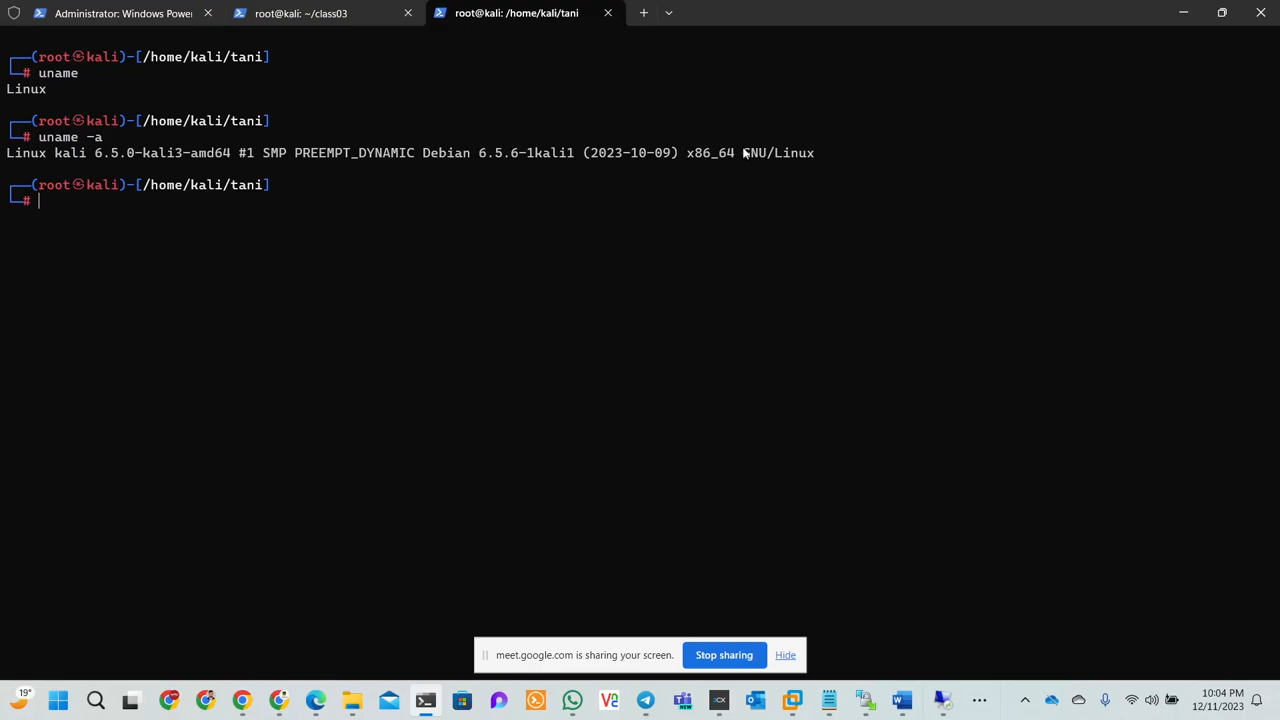 Administrator: Windows Power
root@kali: ~/class03
root@kali: /home/kali/tani
(root㉿kali)-[/home/kali/tani]
# uname
Linux
(root㉿kali)-[/home/kali/tani]
# uname -a
Linux kali 6.5.0-kali3-amd64 #1 SMP PREEMPT_DYNAMIC Debian 6.5.6-1kali1 (2023-10-09) x86_64 GNU/Linux
(root㉿kali)-[/home/kali/tani]
#
meet.google.com is sharing your screen. Stop sharing Hide
19°
10:04 PM
12/11/2023